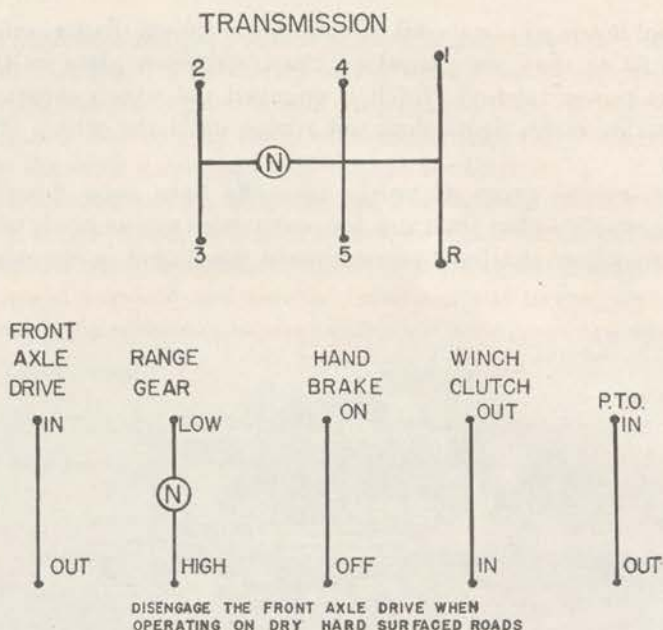 TRANSMISSION
2 4 1
N
3 5 R
FRONT AXLE DRIVE
IN
OUT
RANGE GEAR
LOW
N
HIGH
HAND BRAKE
ON
OFF
WINCH CLUTCH
OUT
IN
P.T.O.
IN
OUT
DISENGAGE THE FRONT AXLE DRIVE WHEN
OPERATING ON DRY HARD SURFACED ROADS